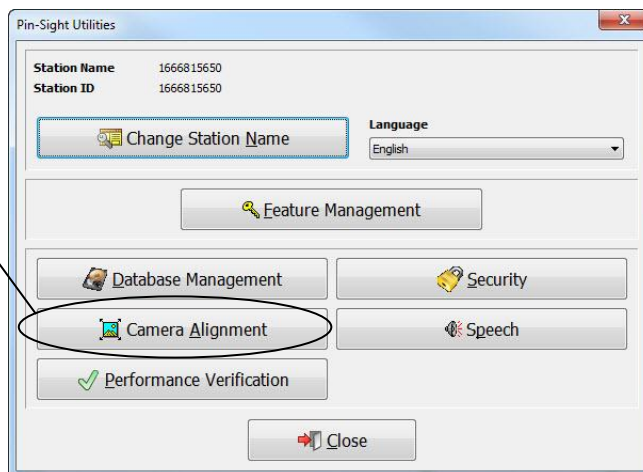 Pin-Sight Utilities
Station Name 1666815650
Station ID 1666815650
Change Station Name
Language
English
Feature Management
Database Management
Security
Camera Alignment
Speech
Performance Verification
Close